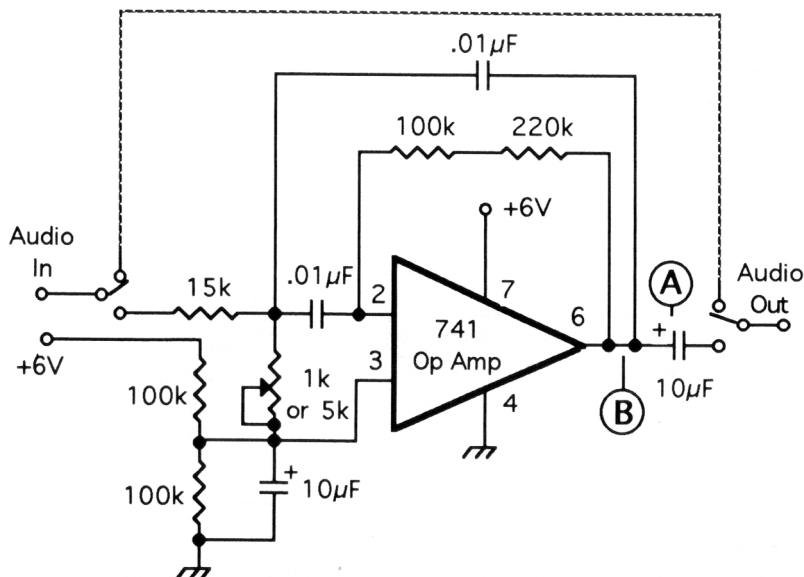 .01µF
100k
220k
+6V
Audio
In
15k
.01µF
2
7
6
A
Audio
Out
+6V
741
Op Amp
3
1k
or 5k
100k
4
+
10µF
B
100k
+
10µF